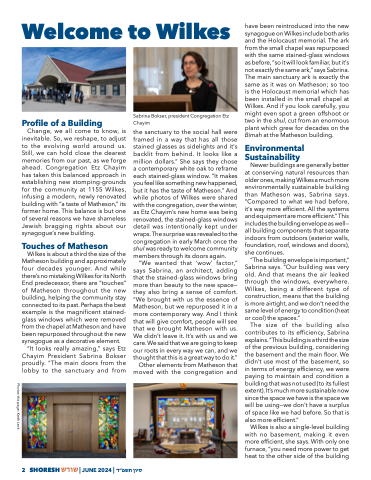 Welcome to Wilkes
Profile of a Building
Change, we all come to know, is
inevitable. So, we reshape, to adjust
to the evolving world around us.
Still, we can hold close the dearest
memories from our past, as we forge
ahead. Congregation Etz Chayim
has taken this balanced approach in
establishing new stomping-grounds
for the community at 1155 Wilkes,
infusing a modern, newly renovated
building with "a taste of Matheson," its
former home. This balance is but one
of several reasons we have shameless
Jewish bragging rights about our
synagogue's new building.
Touches of Matheson
Wilkes is about a third the size of the
Matheson building and approximately
four decades younger. And while
there's no mistaking Wilkes for its North
End predecessor, there are "touches"
of Matheson throughout the new
building, helping the community stay
connected to its past. Perhaps the best
example is the magnificent stained-
glass windows which were removed
from the chapel at Matheson and have
been repurposed throughout the new
synagogue as a decorative element.
"It looks really amazing," says Etz
Chayim President Sabrina Bokser
proudly. "The main doors from the
lobby to the sanctuary and from
Sabrina Bokser, president Congregation Etz
Chayim
the sanctuary to the social hall were
framed in a way that has all those
stained glasses as sidelights and it's
backlit from behind. It looks like a
million dollars." She says they chose
a contemporary white oak to reframe
each stained-glass window. "It makes
you feel like something new happened,
but it has the taste of Matheson." And
while photos of Wilkes were shared
with the congregation, over the winter,
as Etz Chayim's new home was being
renovated, the stained-glass windows
detail was intentionally kept under
wraps. The surprise was revealed to the
congregation in early March once the
shul was ready to welcome community
members through its doors again.
"We wanted that 'wow' factor,"
says Sabrina, an architect, adding
that the stained-glass windows bring
more than beauty to the new space—
they also bring a sense of comfort.
"We brought with us the essence of
Matheson, but we repurposed it in a
more contemporary way. And I think
that will give comfort, people will see
that we brought Matheson with us.
We didn't leave it. It's with us and we
care. We said that we are going to keep
our roots in every way we can, and we
thought that this is a great way to do it."
Other elements from Matheson that
moved with the congregation and
have been reintroduced into the new
synagogue on Wilkes include both arks
and the Holocaust memorial. The ark
from the small chapel was repurposed
with the same stained-glass windows
as before, "so it will look familiar, but it's
not exactly the same ark," says Sabrina.
The main sanctuary ark is exactly the
same as it was on Matheson; so too
the Holocaust memorial which has
been installed in the small chapel at
Wilkes. And if you look carefully, you
might even spot a green offshoot or
two in the shul, cut from an enormous
plant which grew for decades on the
Bimah at the Matheson building.
Environmental
Sustainability
Newer buildings are generally better
at conserving natural resources than
older ones, making Wilkes a much more
environmentally sustainable building
than Matheson was, Sabrina says.
"Compared to what we had before,
it's way more efficient. All the systems
and equipment are more efficient." This
includes the building envelope as well—
all building components that separate
indoors from outdoors (exterior walls,
foundation, roof, windows and doors),
she continues.
"The building envelope is important,"
Sabrina says. "Our building was very
old. And that means the air leaked
through the windows, everywhere.
Wilkes, being a different type of
construction, means that the building
is more airtight, and we don't need the
same level of energy to condition (heat
or cool) the spaces."
The size of the building also
contributes to its efficiency, Sabrina
explains. "This building is a third the size
of the previous building, considering
the basement and the main floor. We
didn't use most of the basement, so
in terms of energy efficiency, we were
paying to maintain and condition a
building that was not used (to its fullest
extent). It's much more sustainable now
since the space we have is the space we
will be using—we don't have a surplus
of space like we had before. So that is
also more efficient."
Wilkes is also a single-level building
with no basement, making it even
more efficient, she says. With only one
furnace, "you need more power to get
heat to the other side of the building
2 SHORESH שורש | JUNE 2024 | סיון תשפ"ד